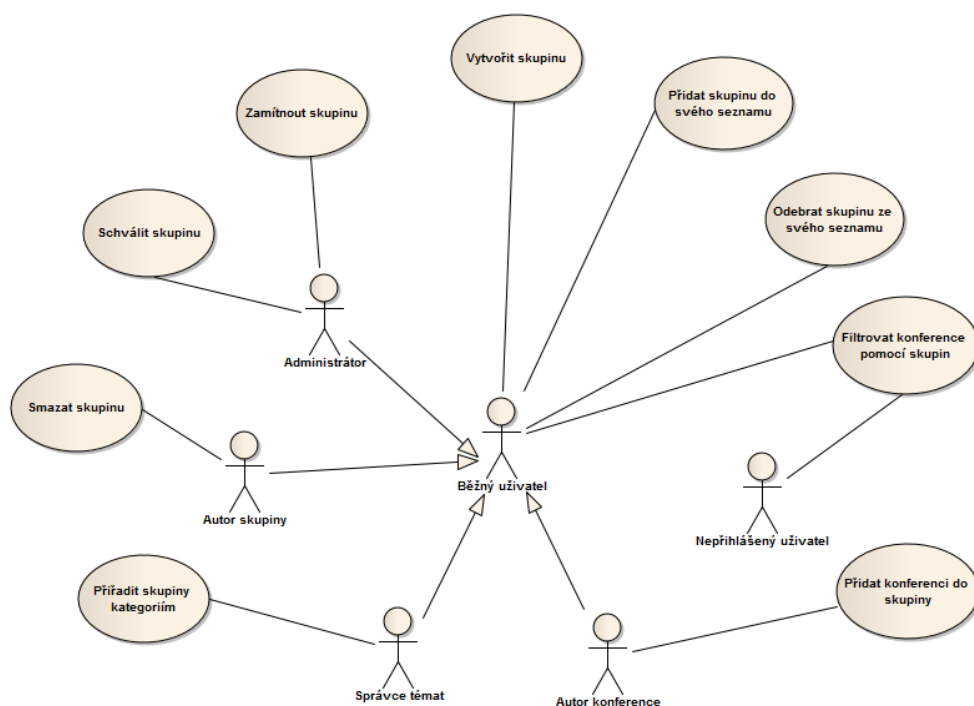 Vytvořit skupinu
Přidat skupinu do
svého seznamu
Zamítnout skupinu
Odebrat skupinu ze
svého seznamu
Schválit skupinu
Filtrovat konference
pomocí skupin
Administrátor
Smazat skupinu
Běžný uživatel
Autor skupiny
Nepřihlášený uživatel
Přiřadit skupiny
kategoriím
Přidat konferenci do
skupiny
Správce témat
Autor konference